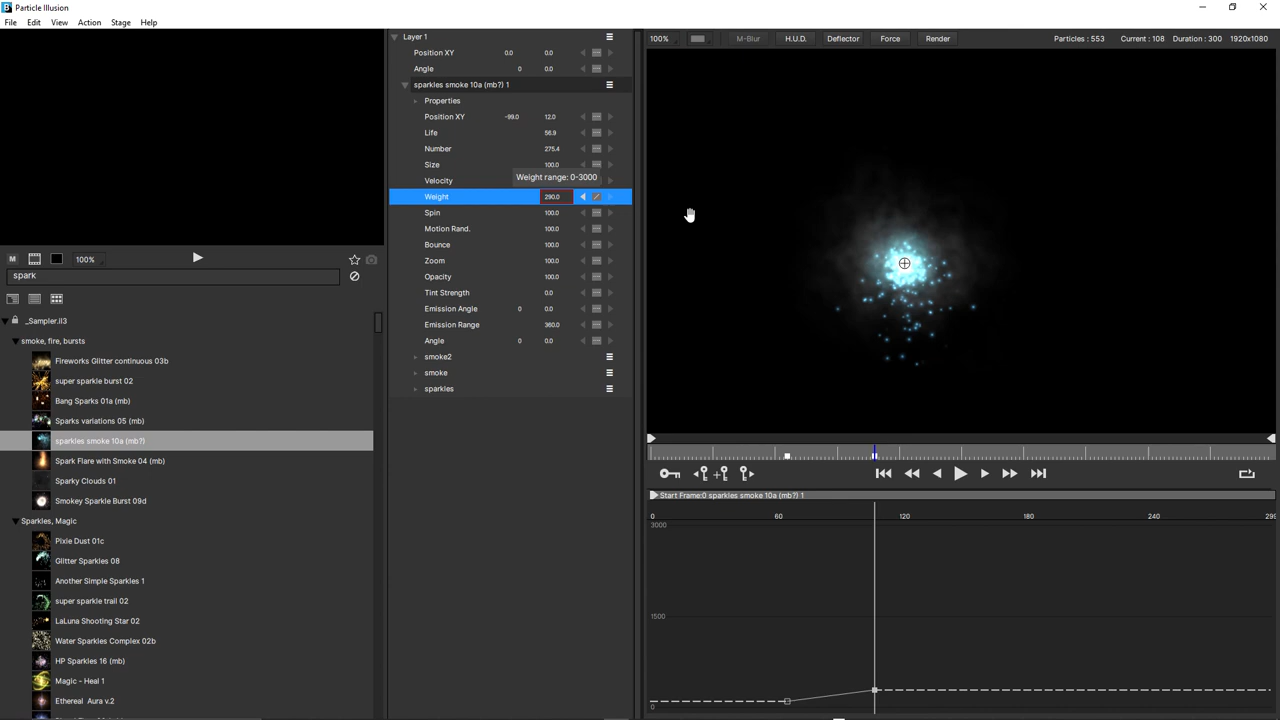 Particle Illusion
File Edit View Action Stage Help
M 100%
spark
_Sampler.il3
smoke, fire, bursts
Fireworks Glitter continuous 03b
super sparkle burst 02
Bang Sparks 01a (mb)
Sparks variations 05 (mb)
sparkles smoke 10a (mb?)
Spark Flare with Smoke 04 (mb)
Sparky Clouds 01
Smokey Sparkle Burst 09d
Sparkles, Magic
Pixie Dust 01c
Glitter Sparkles 08
Another Simple Sparkles 1
super sparkle trail 02
LaLuna Shooting Star 02
Water Sparkles Complex 02b
HP Sparkles 16 (mb)
Magic - Heal 1
Ethereal Aura v.2
Layer 1
Position XY 0.0 0.0
Angle 0 0.0
sparkles smoke 10a (mb?) 1
Properties
Position XY -99.0 12.0
Life 56.9
Number 275.4
Size 100.0
Weight range: 0-3000
Velocity
Weight 290.0
Spin 100.0
Motion Rand. 100.0
Bounce 100.0
Zoom 100.0
Opacity 100.0
Tint Strength 0.0
Emission Angle 0 0.0
Emission Range 360.0
Angle 0 0.0
smoke2
smoke
sparkles
100% M-Blur H.U.D. Deflector Force Render Particles : 553 Current : 108 Duration : 300 1920x1080
Start Frame:0 sparkles smoke 10a (mb?) 1
0 60 120 180 240 299
3000
1500
0